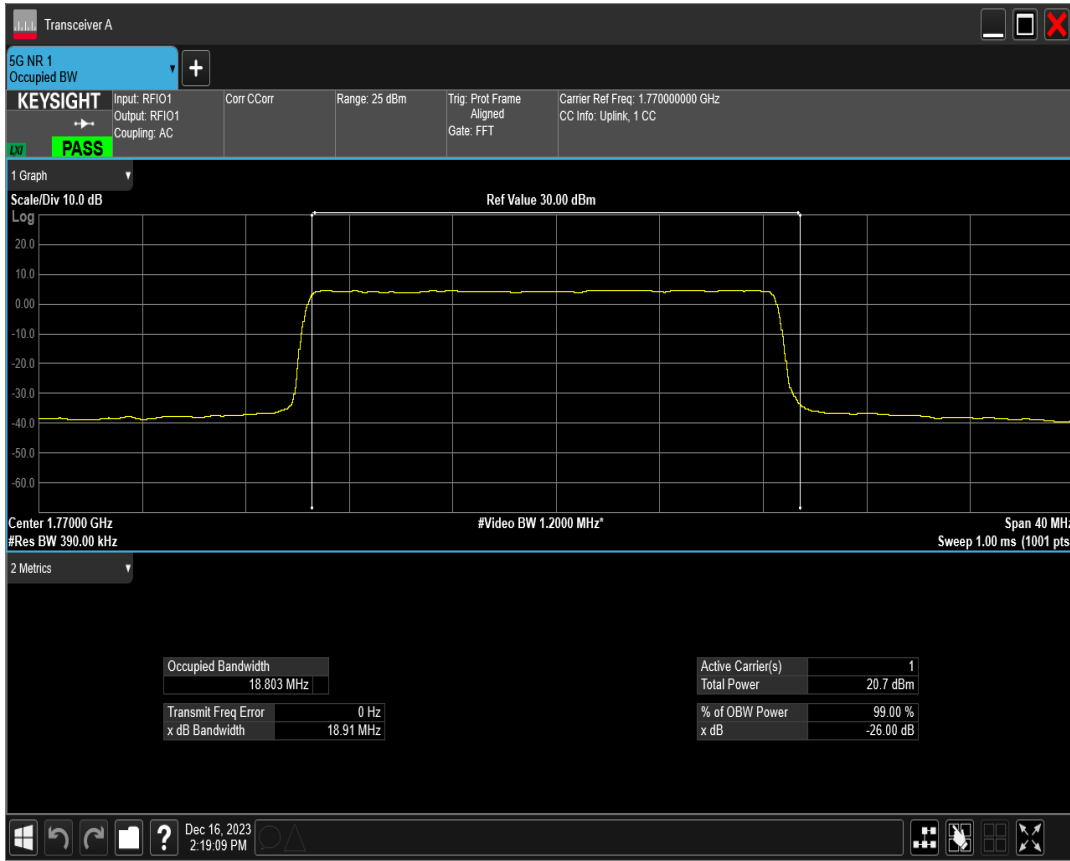 Transceiver A
5G NR 1
Occupied BW
+
KEYSIGHT
LXI
PASS
Input: RFIO1
Output: RFIO1
Coupling: AC
Corr CCorr
Range: 25 dBm
Trig: Prot Frame
Aligned
Gate: FFT
Carrier Ref Freq: 1.770000000 GHz
CC Info: Uplink, 1 CC
1 Graph
Scale/Div 10.0 dB
Ref Value 30.00 dBm
Log
20.0
10.0
0.00
-10.0
-20.0
-30.0
-40.0
-50.0
-60.0
Center 1.77000 GHz
#Video BW 1.2000 MHz*
Span 40 MHz
#Res BW 390.00 kHz
Sweep 1.00 ms (1001 pts
2 Metrics
Occupied Bandwidth
18.803 MHz
Transmit Freq Error 0 Hz
x dB Bandwidth 18.91 MHz
Active Carrier(s) 1
Total Power 20.7 dBm
% of OBW Power 99.00 %
x dB -26.00 dB
?
Dec 16, 2023
2:19:09 PM